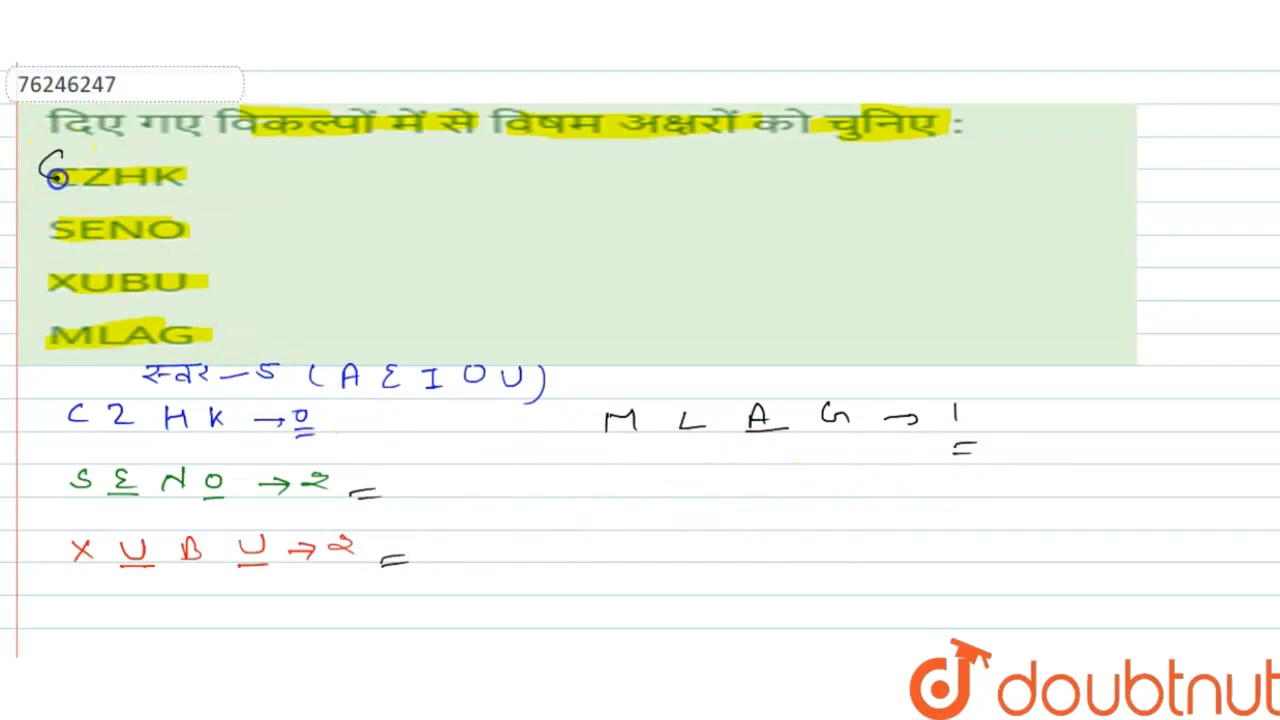 76246247
दिए गए विकल्पों में से विषम अक्षरों को चुनिए :
CZHK
SENO
XUBU
MLAG
स्वर – 5 ( A E I O U )
C Z H K → 0
M L A G → 1
S E N O → 2
X U B U → 2
doubtnut